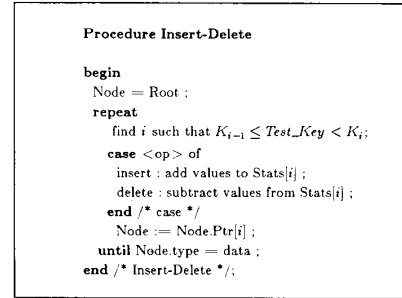 Procedure Insert-Delete
begin
Node = Root ;
repeat
find i such that K_{i-1} ≤ Test_Key < K_i;
case <op> of
insert : add values to Stats[i] ;
delete : subtract values from Stats[i] ;
end /* case */
Node := Node.Ptr[i] ;
until Node.type = data ;
end /* Insert-Delete */;